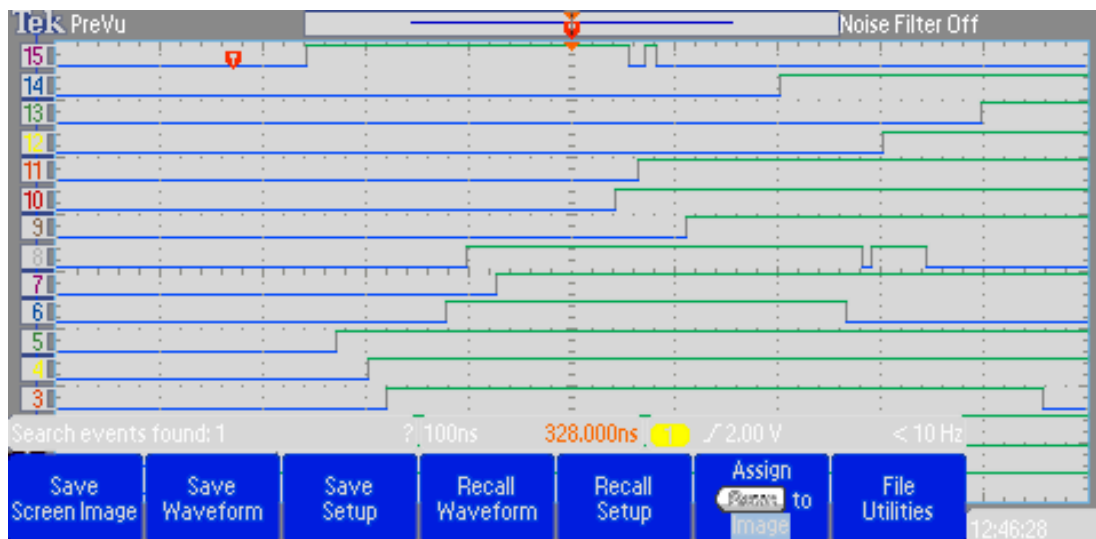 Tek PreVu
Noise Filter Off
15
14
13
12
11
10
9
8
7
6
5
4
3
Search events found: 1
? 100ns
328.000ns
1
2.00 V
< 10 Hz
Save
Screen Image
Save
Waveform
Save
Setup
Recall
Waveform
Recall
Setup
Assign
to
Image
File
Utilities
12:46:28